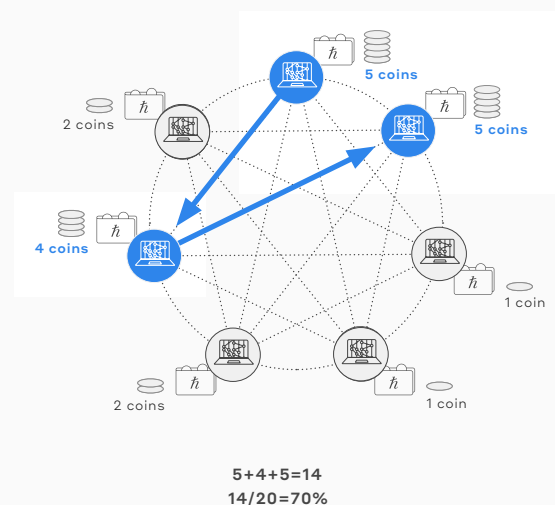 ħ
5 coins
ħ
5 coins
ħ
2 coins
ħ
4 coins
ħ
1 coin
ħ
2 coins
ħ
1 coin
5+4+5=14
14/20=70%